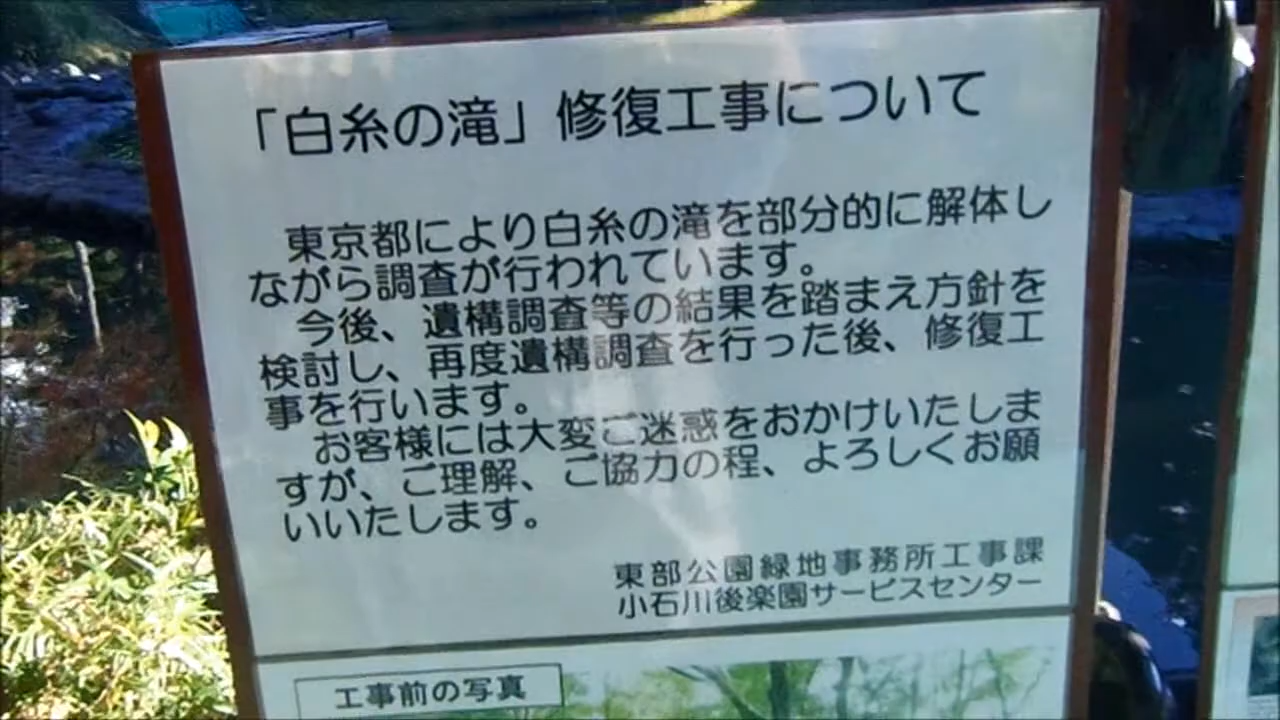 「白糸の滝」修復工事について
東京都により白糸の滝を部分的に解体し
ながら調査が行われています。
今後、遺構調査等の結果を踏まえ方針を
検討し、再度遺構調査を行った後、修復工
事を行います。
お客様には大変ご迷惑をおかけいたしま
すが、ご理解、ご協力の程、よろしくお願
いいたします。
東部公園緑地事務所工事課
小石川後楽園サービスセンター
工事前の写真